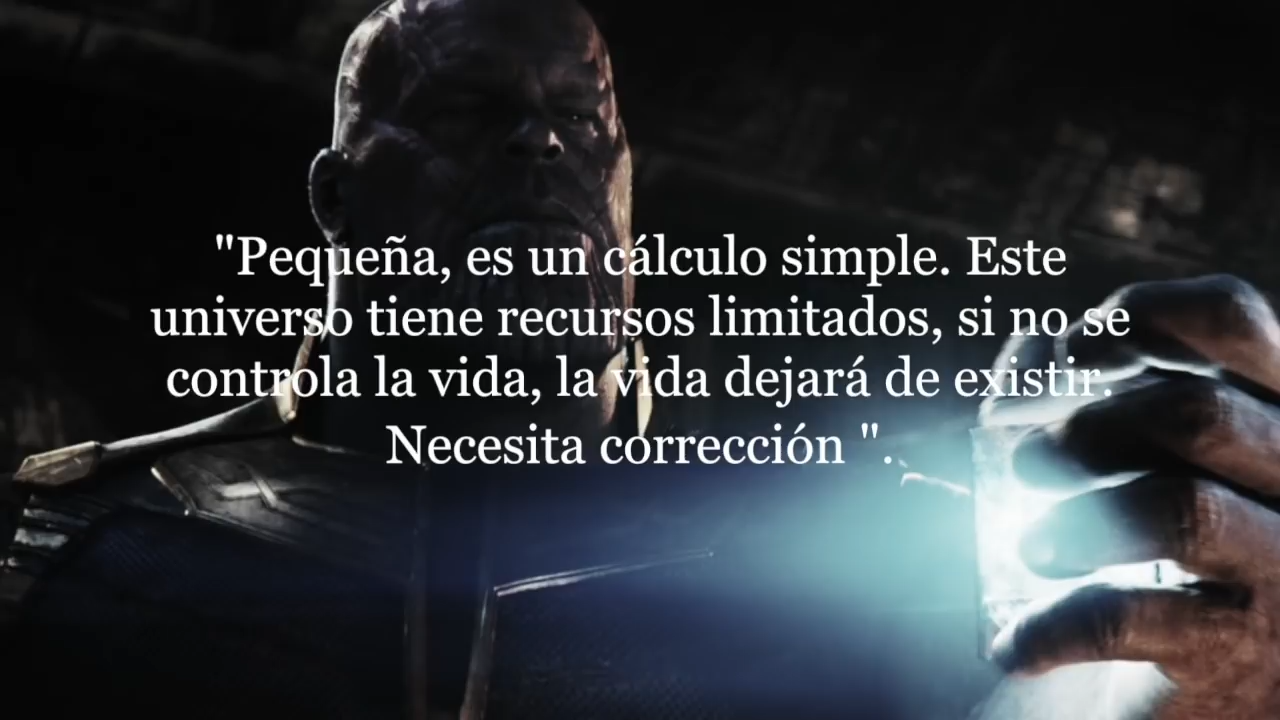 "Pequeña, es un cálculo simple. Este
universo tiene recursos limitados, si no se
controla la vida, la vida dejará de existir.
Necesita corrección ".